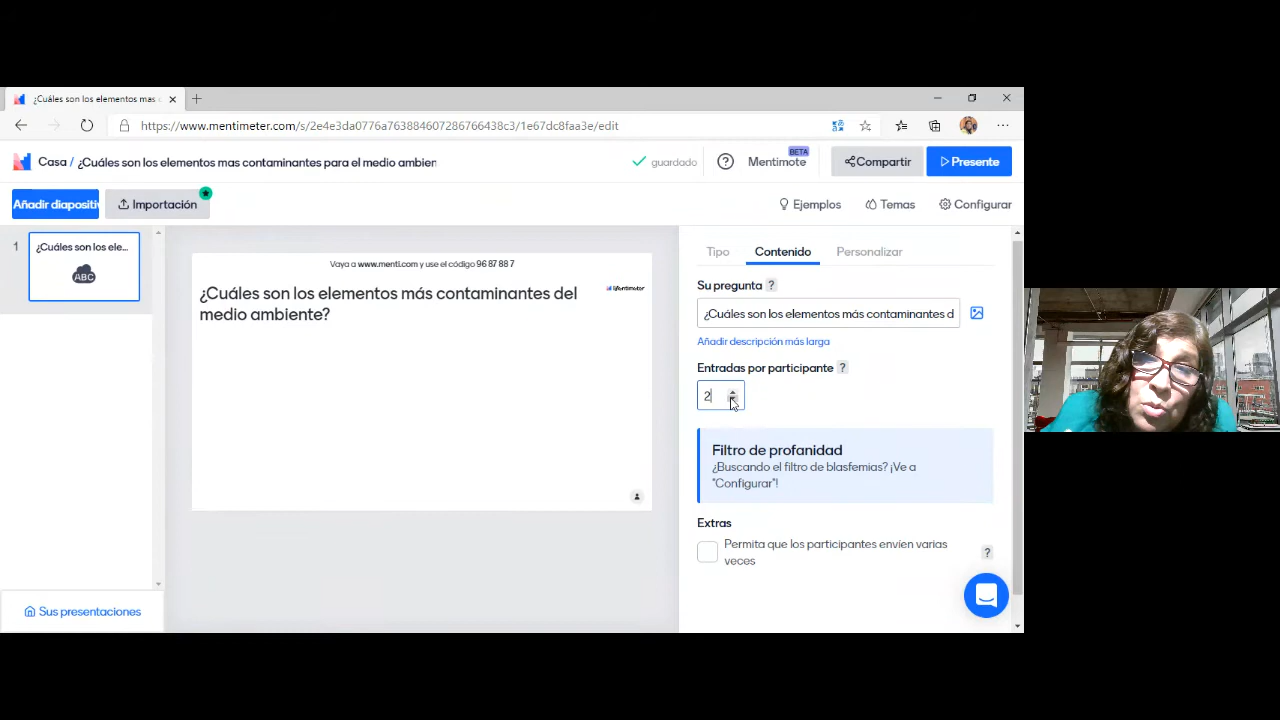 ¿Cuáles son los elementos mas c
https://www.mentimeter.com/s/2e4e3da0776a763884607286766438c3/1e67dc8faa3e/edit
Casa / ¿Cuáles son los elementos mas contaminantes para el medio ambien
guardado
Mentimote
BETA
Compartir
Presente
Añadir diapositi
Importación
Ejemplos
Temas
Configurar
1
¿Cuáles son los ele...
ABC
Vaya a www.menti.com y use el código 96 87 88 7
Mentimeter
¿Cuáles son los elementos más contaminantes del
medio ambiente?
Tipo
Contenido
Personalizar
Su pregunta ?
¿Cuáles son los elementos más contaminantes d
Añadir descripción más larga
Entradas por participante ?
2
Filtro de profanidad
¿Buscando el filtro de blasfemias? ¡Ve a
"Configurar"!
Extras
Permita que los participantes envíen varias
veces
?
Sus presentaciones